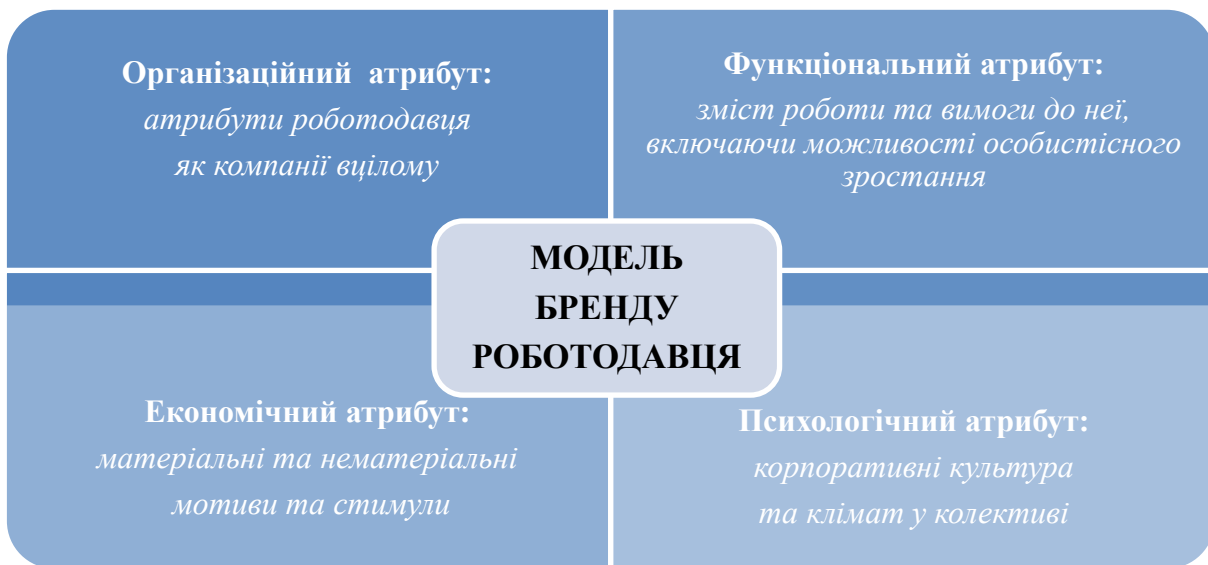 Організаційний атрибут:
атрибути роботодавця
як компанії вцілому
Функціональний атрибут:
зміст роботи та вимоги до неї,
включаючи можливості особистісного
зростання
МОДЕЛЬ
БРЕНДУ
РОБОТОДАВЦЯ
Економічний атрибут:
матеріальні та нематеріальні
мотиви та стимули
Психологічний атрибут:
корпоративні культура
та клімат у колективі